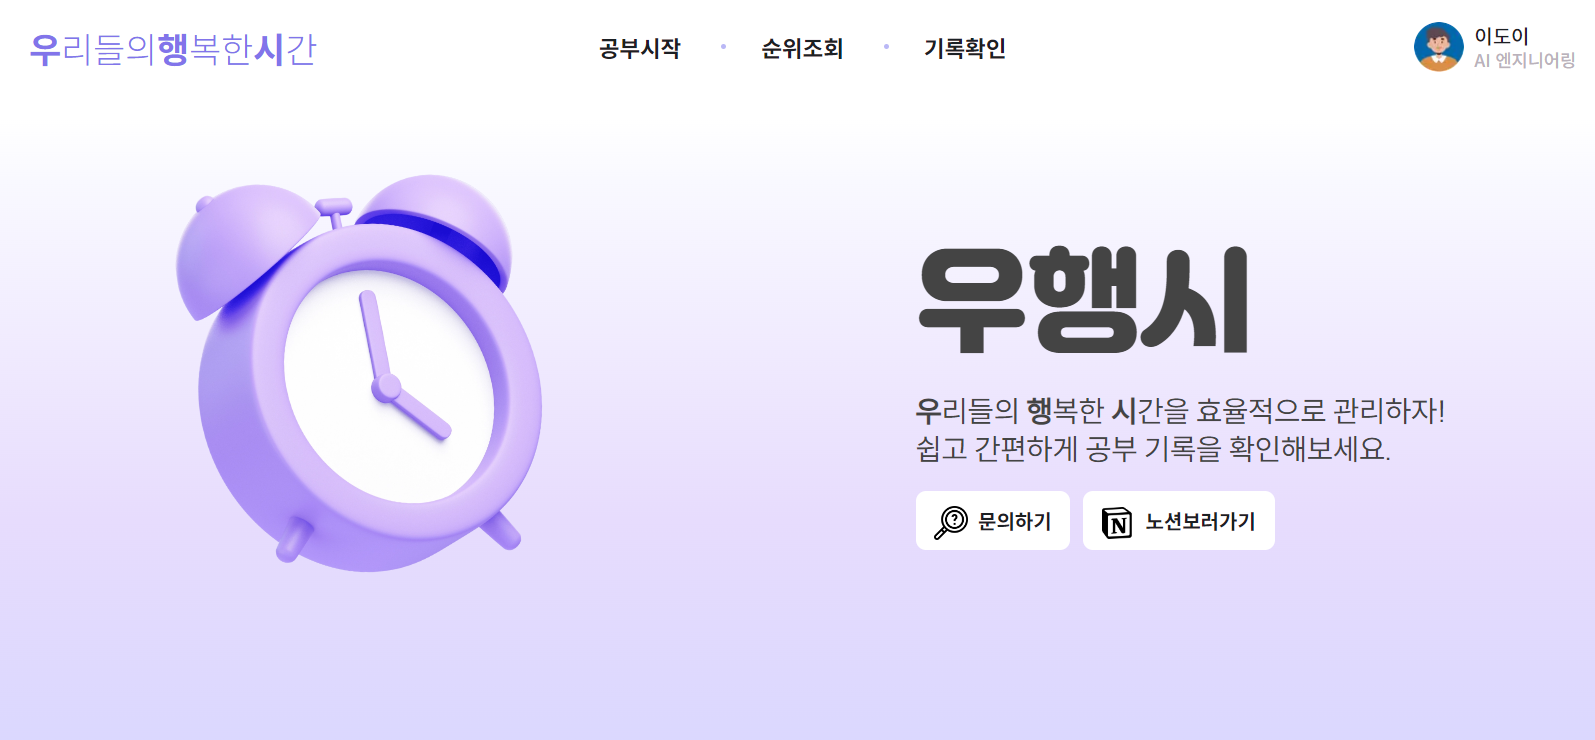 우리들의행복한시간
공부시작 • 순위조회 • 기록확인
이도이
AI 엔지니어링
우행시
우리들의 행복한 시간을 효율적으로 관리하자!
쉽고 간편하게 공부 기록을 확인해보세요.
문의하기
노션보러가기